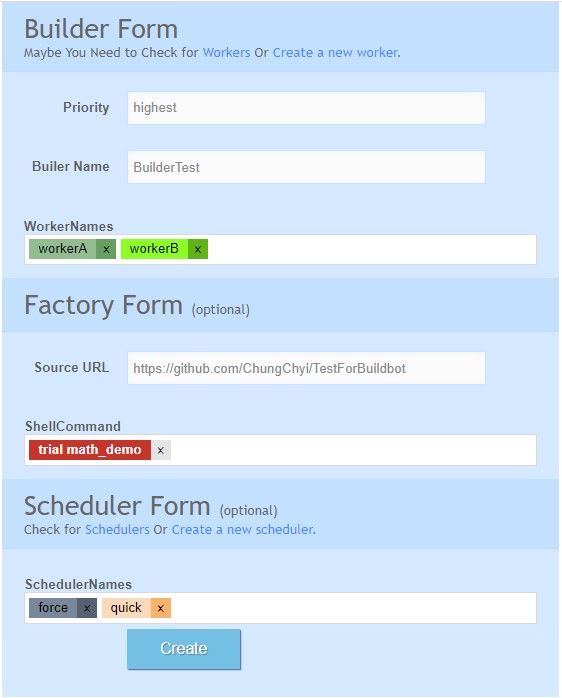 Builder Form
Maybe You Need to Check for Workers Or Create a new worker.
Priority highest
Builer Name BuilderTest
WorkerNames
workerA x workerB x
Factory Form (optional)
Source URL https://github.com/ChungChyi/TestForBuildbot
ShellCommand
trial math_demo x
Scheduler Form (optional)
Check for Schedulers Or Create a new scheduler.
SchedulerNames
force x quick x
Create